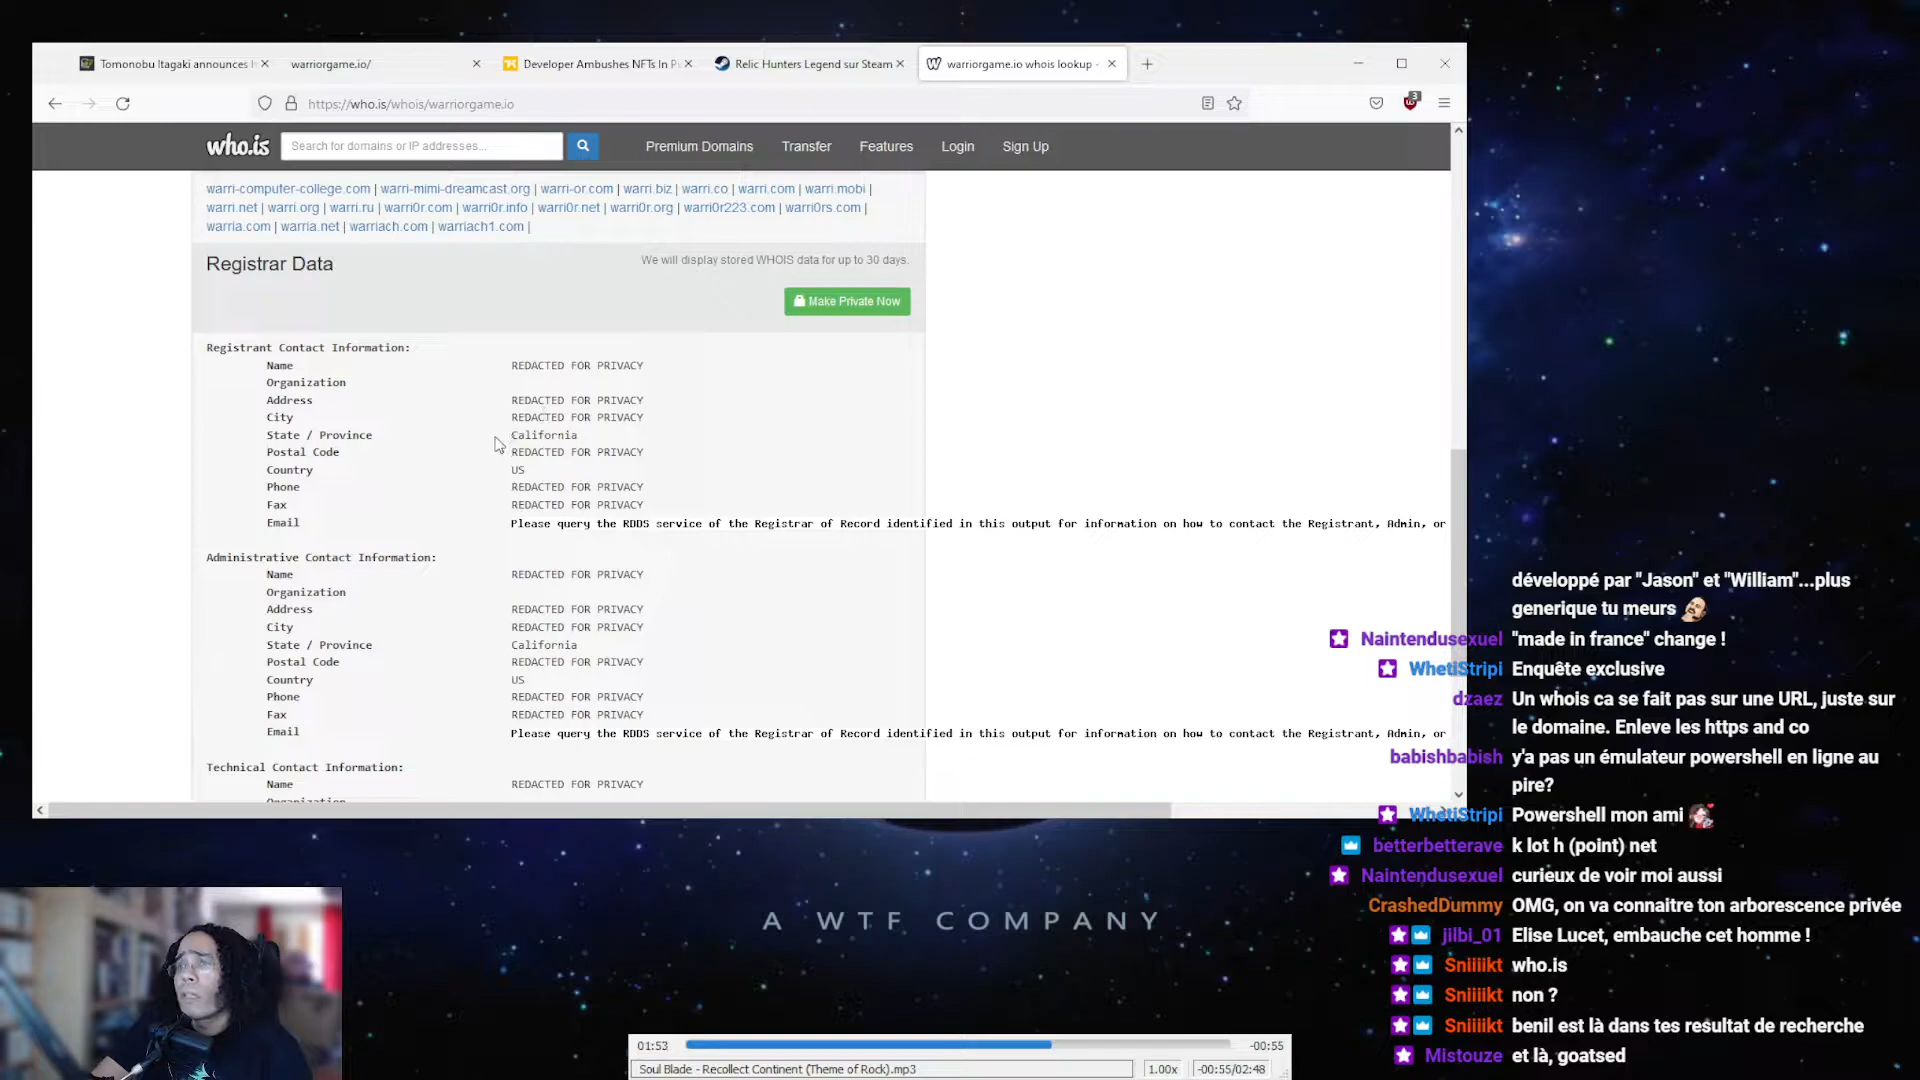 Tomonobu Itagaki announces h
warriorgame.io/
Developer Ambushes NFTs In Pu
Relic Hunters Legend sur Steam
warriorgame.io whois lookup -
https://who.is/whois/warriorgame.io
3
who.is
Search for domains or IP addresses...
Premium Domains
Transfer
Features
Login
Sign Up
warri-computer-college.com | warri-mimi-dreamcast.org | warri-or.com | warri.biz | warri.co | warri.com | warri.mobi |
warri.net | warri.org | warri.ru | warri0r.com | warri0r.info | warri0r.net | warri0r.org | warri0r223.com | warri0rs.com |
warria.com | warria.net | warriach.com | warriach1.com |
Registrar Data
We will display stored WHOIS data for up to 30 days.
Make Private Now
Registrant Contact Information:
Name REDACTED FOR PRIVACY
Organization
Address REDACTED FOR PRIVACY
City REDACTED FOR PRIVACY
State / Province California
Postal Code REDACTED FOR PRIVACY
Country US
Phone REDACTED FOR PRIVACY
Fax REDACTED FOR PRIVACY
Email Please query the RDDS service of the Registrar of Record identified in this output for information on how to contact the Registrant, Admin, or
Administrative Contact Information:
Name REDACTED FOR PRIVACY
Organization
Address REDACTED FOR PRIVACY
City REDACTED FOR PRIVACY
State / Province California
Postal Code REDACTED FOR PRIVACY
Country US
Phone REDACTED FOR PRIVACY
Fax REDACTED FOR PRIVACY
Email Please query the RDDS service of the Registrar of Record identified in this output for information on how to contact the Registrant, Admin, or
Technical Contact Information:
Name REDACTED FOR PRIVACY
Organization
développé par "Jason" et "William"...plus
generique tu meurs
Naintendusexuel "made in france" change !
WhetiStripi Enquête exclusive
dzaez Un whois ca se fait pas sur une URL, juste sur
le domaine. Enleve les https and co
babishbabish y'a pas un émulateur powershell en ligne au
pire?
WhetiStripi Powershell mon ami
betterbetterave k lot h (point) net
Naintendusexuel curieux de voir moi aussi
CrashedDummy OMG, on va connaitre ton arborescence privée
jilbi_01 Elise Lucet, embauche cet homme !
Sniiiikt who.is
Sniiiikt non ?
Sniiiikt benil est là dans tes resultat de recherche
Mistouze et là, goatsed
A WTF COMPANY
01:53
-00:55
Soul Blade - Recollect Continent (Theme of Rock).mp3
1.00x
-00:55/02:48